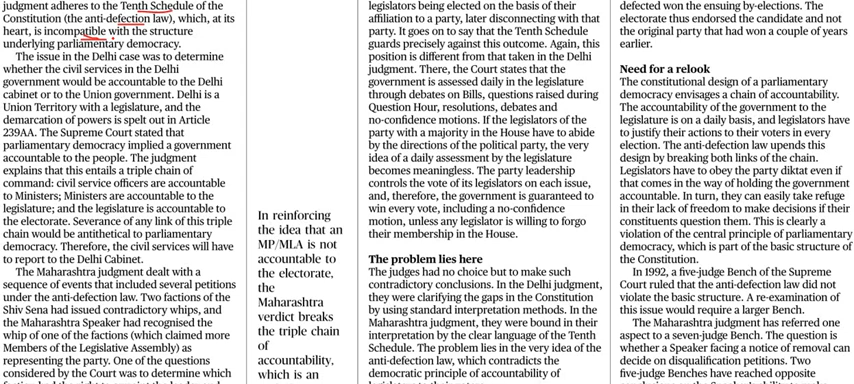 judgment adheres to the Tenth Schedule of the
Constitution (the anti-defection law), which, at its
heart, is incompatible with the structure
underlying parliamentary democracy.
The issue in the Delhi case was to determine
whether the civil services in the Delhi
government would be accountable to the Delhi
cabinet or to the Union government. Delhi is a
Union Territory with a legislature, and the
demarcation of powers is spelt out in Article
239AA. The Supreme Court stated that
parliamentary democracy implied a government
accountable to the people. The judgment
explains that this entails a triple chain of
command: civil service officers are accountable
to Ministers; Ministers are accountable to the
legislature; and the legislature is accountable to
the electorate. Severance of any link of this triple
chain would be antithetical to parliamentary
democracy. Therefore, the civil services will have
to report to the Delhi Cabinet.
The Maharashtra judgment dealt with a
sequence of events that included several petitions
under the anti-defection law. Two factions of the
Shiv Sena had issued contradictory whips, and
the Maharashtra Speaker had recognised the
whip of one of the factions (which claimed more
Members of the Legislative Assembly) as
representing the party. One of the questions
considered by the Court was to determine which
In reinforcing
the idea that an
MP/MLA is not
accountable to
the electorate,
the
Maharashtra
verdict breaks
the triple chain
of
accountability,
which is an
legislators being elected on the basis of their
affiliation to a party, later disconnecting with that
party. It goes on to say that the Tenth Schedule
guards precisely against this outcome. Again, this
position is different from that taken in the Delhi
judgment. There, the Court states that the
government is assessed daily in the legislature
through debates on Bills, questions raised during
Question Hour, resolutions, debates and
no-confidence motions. If the legislators of the
party with a majority in the House have to abide
by the directions of the political party, the very
idea of a daily assessment by the legislature
becomes meaningless. The party leadership
controls the vote of its legislators on each issue,
and, therefore, the government is guaranteed to
win every vote, including a no-confidence
motion, unless any legislator is willing to forgo
their membership in the House.
The problem lies here
The judges had no choice but to make such
contradictory conclusions. In the Delhi judgment,
they were clarifying the gaps in the Constitution
by using standard interpretation methods. In the
Maharashtra judgment, they were bound in their
interpretation by the clear language of the Tenth
Schedule. The problem lies in the very idea of the
anti-defection law, which contradicts the
democratic principle of accountability of
defected won the ensuing by-elections. The
electorate thus endorsed the candidate and not
the original party that had won a couple of years
earlier.
Need for a relook
The constitutional design of a parliamentary
democracy envisages a chain of accountability.
The accountability of the government to the
legislature is on a daily basis, and legislators have
to justify their actions to their voters in every
election. The anti-defection law upends this
design by breaking both links of the chain.
Legislators have to obey the party diktat even if
that comes in the way of holding the government
accountable. In turn, they can easily take refuge
in their lack of freedom to make decisions if their
constituents question them. This is clearly a
violation of the central principle of parliamentary
democracy, which is part of the basic structure of
the Constitution.
In 1992, a five-judge Bench of the Supreme
Court ruled that the anti-defection law did not
violate the basic structure. A re-examination of
this issue would require a larger Bench.
The Maharashtra judgment has referred one
aspect to a seven-judge Bench. The question is
whether a Speaker facing a notice of removal can
decide on disqualification petitions. Two
five-judge Benches have reached opposite